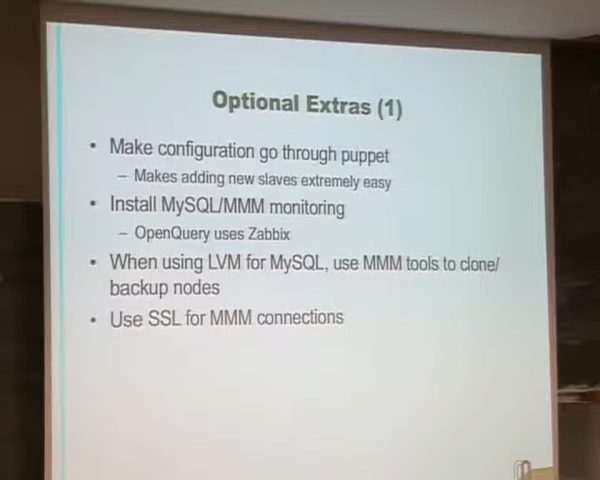 Optional Extras (1)
• Make configuration go through puppet
– Makes adding new slaves extremely easy
• Install MySQL/MMM monitoring
– OpenQuery uses Zabbix
• When using LVM for MySQL, use MMM tools to clone/
backup nodes
• Use SSL for MMM connections